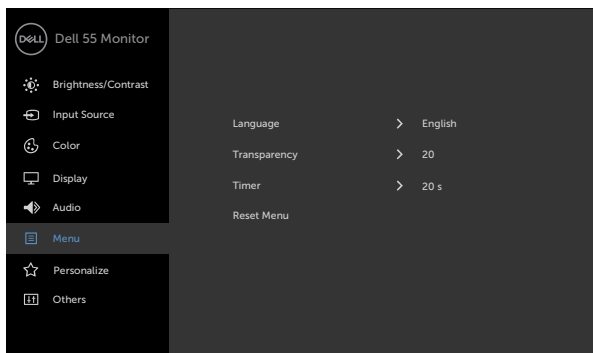 DELL Dell 55 Monitor
Brightness/Contrast
Input Source
Color
Display
Audio
Menu
Personalize
Others
Language > English
Transparency > 20
Timer > 20 s
Reset Menu